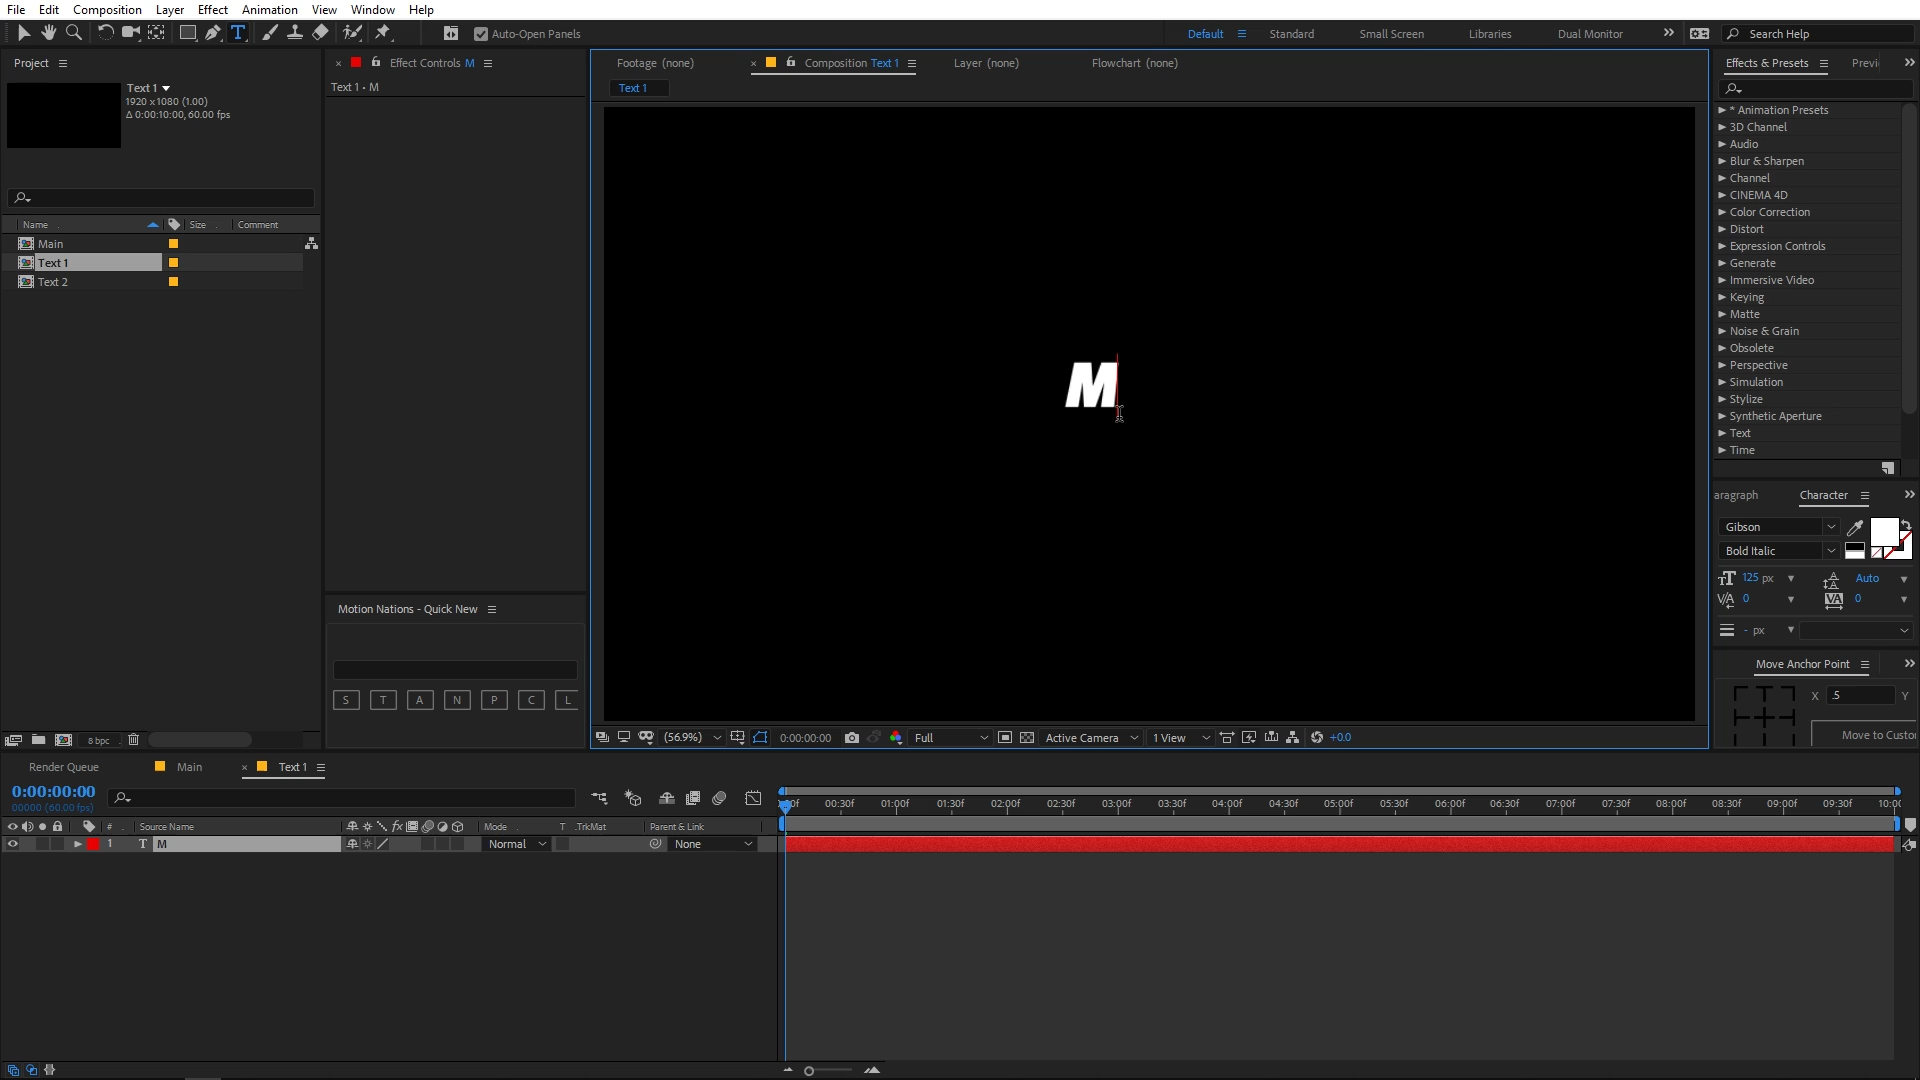 File Edit Composition Layer Effect Animation View Window Help
Auto-Open Panels
Default Standard Small Screen Libraries Dual Monitor Search Help
Project
Text 1
1920 x 1080 (1.00)
Δ 0:00:10:00, 60.00 fps
Name Size Comment
Main
Text 1
Text 2
8 bpc
Effect Controls M
Text 1 • M
Motion Nations - Quick New
S T A N P C L
Footage (none) Composition Text 1 Layer (none) Flowchart (none)
Text 1
M
(56.9%) 0:00:00:00 Full Active Camera 1 View +0.0
Effects & Presets Previ
* Animation Presets
3D Channel
Audio
Blur & Sharpen
Channel
CINEMA 4D
Color Correction
Distort
Expression Controls
Generate
Immersive Video
Keying
Matte
Noise & Grain
Obsolete
Perspective
Simulation
Stylize
Synthetic Aperture
Text
Time
aragraph Character
Gibson
Bold Italic
125 px Auto
0 0
- px
Move Anchor Point
X .5 Y
Move to Custo
Render Queue Main Text 1
0:00:00:00
00000 (60.00 fps)
# Source Name Mode T .TrkMat Parent & Link
1 T M Normal None
00f 00:30f 01:00f 01:30f 02:00f 02:30f 03:00f 03:30f 04:00f 04:30f 05:00f 05:30f 06:00f 06:30f 07:00f 07:30f 08:00f 08:30f 09:00f 09:30f 10:00